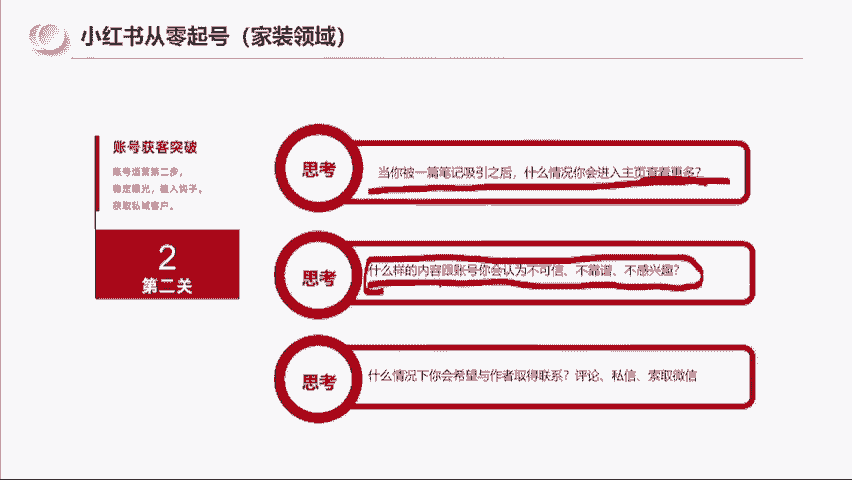 小红书从零起号（家装领域）
账号获客突破
账号运营第二步，
稳定曝光，植入钩子，
获取私域客户。
2
第二关
思考
当你被一篇笔记吸引之后，什么情况你会进入主页查看更多？
思考
什么样的内容跟账号你会认为不可信、不靠谱、不感兴趣？
思考
什么情况下你会希望与作者取得联系？评论、私信、索取微信